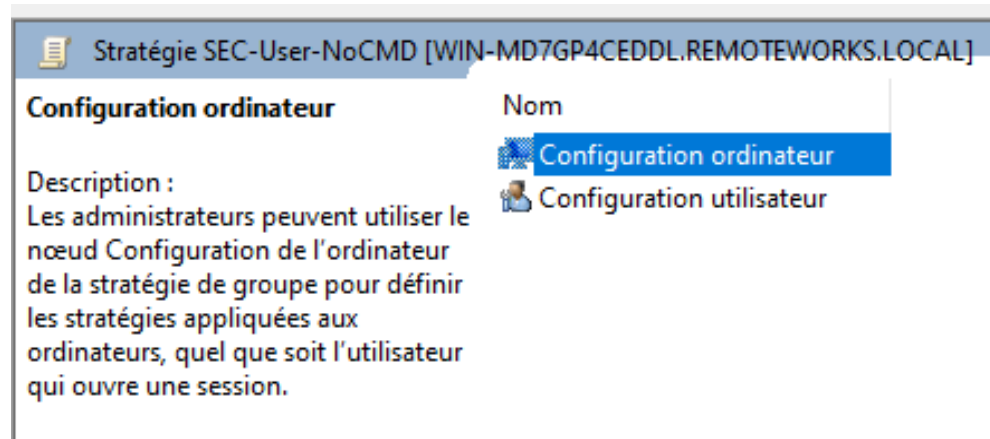 Stratégie SEC-User-NoCMD [WIN-MD7GP4CEDDL.REMOTEWORKS.LOCAL]
Configuration ordinateur
Description :
Les administrateurs peuvent utiliser le
nœud Configuration de l’ordinateur
de la stratégie de groupe pour définir
les stratégies appliquées aux
ordinateurs, quel que soit l’utilisateur
qui ouvre une session.
Nom
Configuration ordinateur
Configuration utilisateur